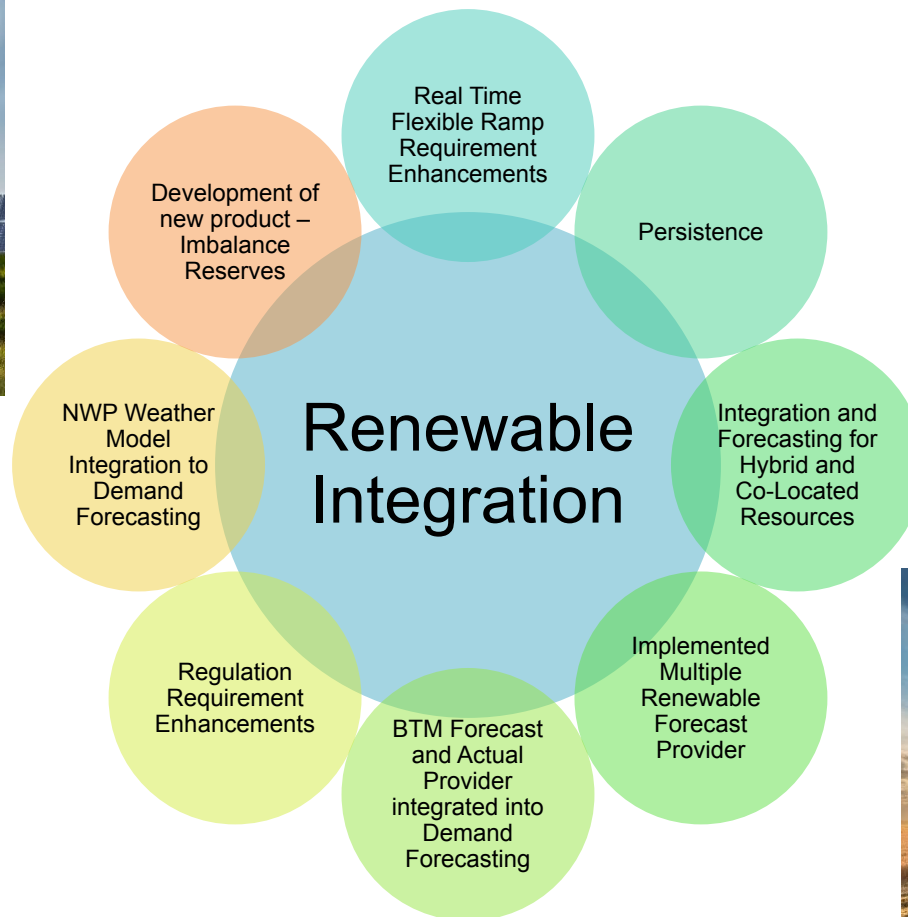 Real Time
Flexible Ramp
Requirement
Enhancements
Development of
new product –
Imbalance
Reserves
Persistence
NWP Weather
Model
Integration to
Demand
Forecasting
Renewable
Integration
Integration and
Forecasting for
Hybrid and
Co-Located
Resources
Regulation
Requirement
Enhancements
Implemented
Multiple
Renewable
Forecast
Provider
BTM Forecast
and Actual
Provider
integrated into
Demand
Forecasting